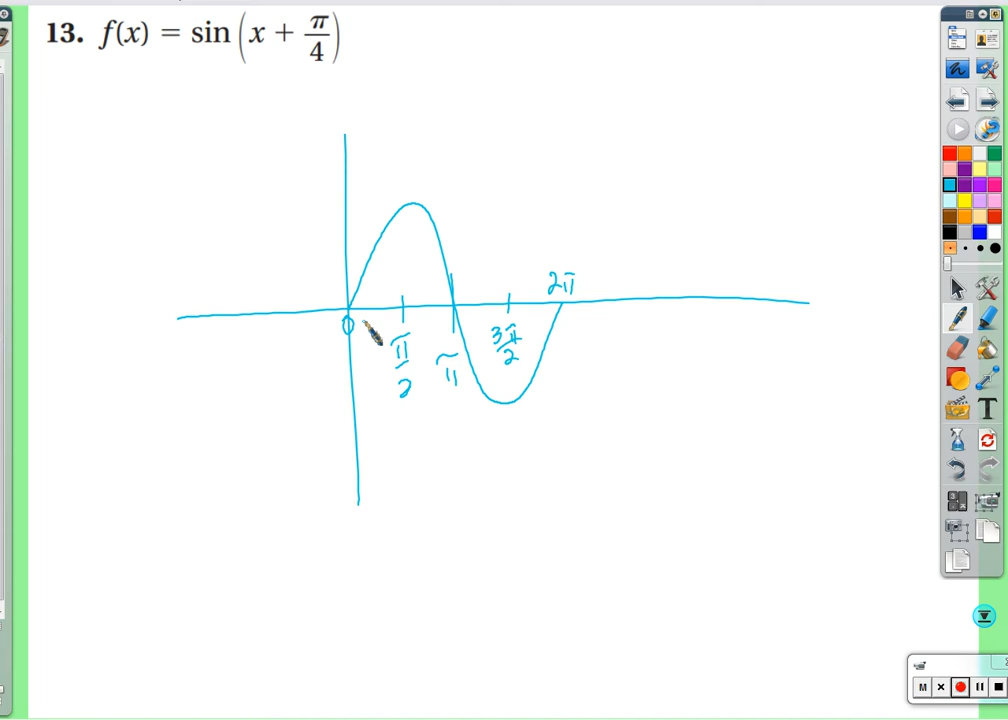 13. f(x) = sin (x + π/4)
2π
0
π/2
π
3π/2
M
T